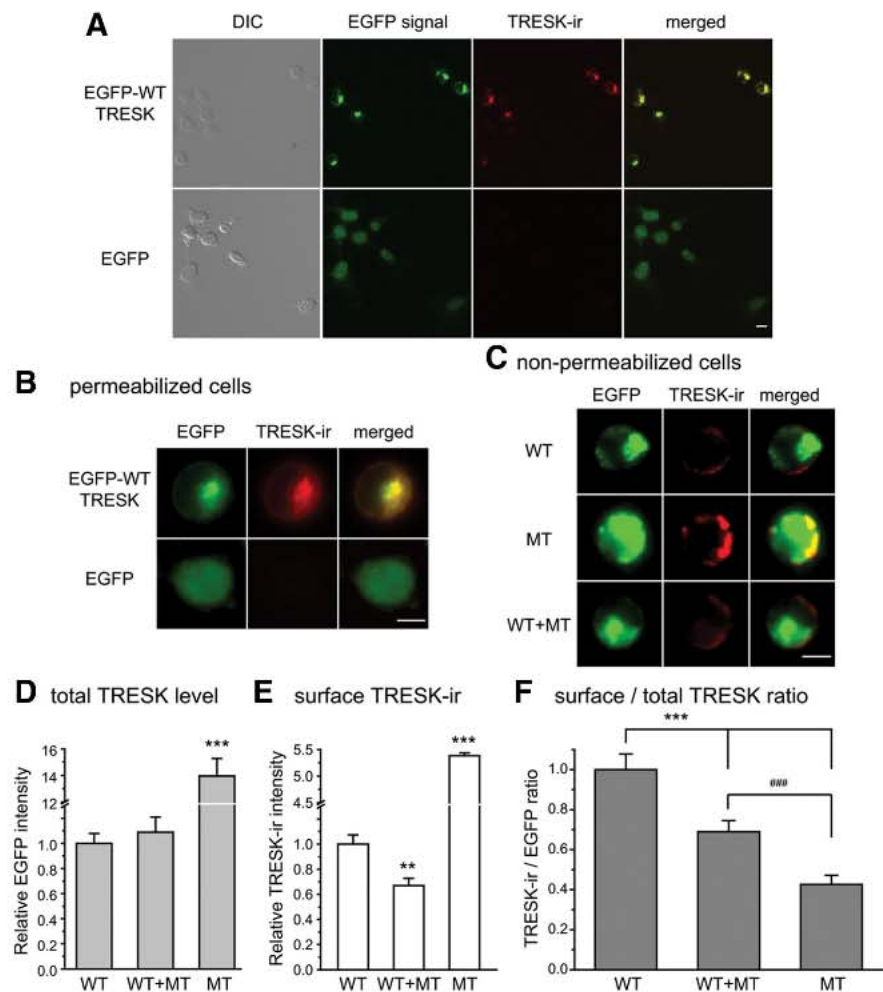 A
DIC EGFP signal TRESK-ir merged
EGFP-WT
TRESK
EGFP
B permeabilized cells
EGFP TRESK-ir merged
EGFP-WT
TRESK
EGFP
C non-permeabilized cells
EGFP TRESK-ir merged
WT
MT
WT+MT
D total TRESK level
Relative EGFP intensity
16
14
12
1.0
0.8
0.6
0.4
0.2
0.0
***
WT WT+MT MT
E surface TRESK-ir
Relative TRESK-ir intensity
5.5
5.0
4.5
1.0
0.8
0.6
0.4
0.2
0.0
**
***
WT WT+MT MT
F surface / total TRESK ratio
TRESK-ir / EGFP ratio
1.0
0.8
0.6
0.4
0.2
0.0
***
###
WT WT+MT MT